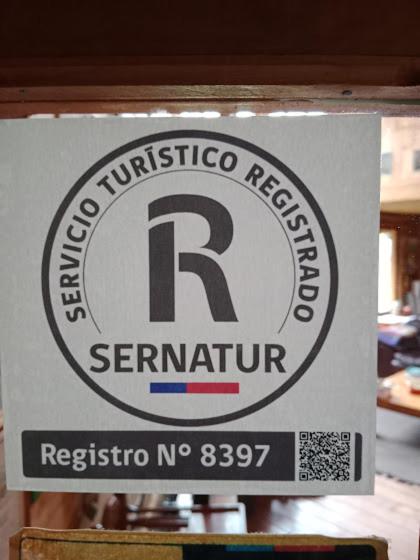 SERVICIO TURÍSTICO REGISTRADO
R
SERNATUR
Registro N° 8397